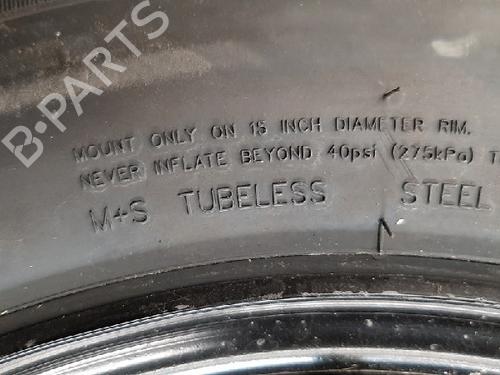 B-PARTS
MOUNT ONLY ON 15 INCH DIAMETER RIM.
NEVER INFLATE BEYOND 40psi (275kPa) T
M+S TUBELESS STEEL